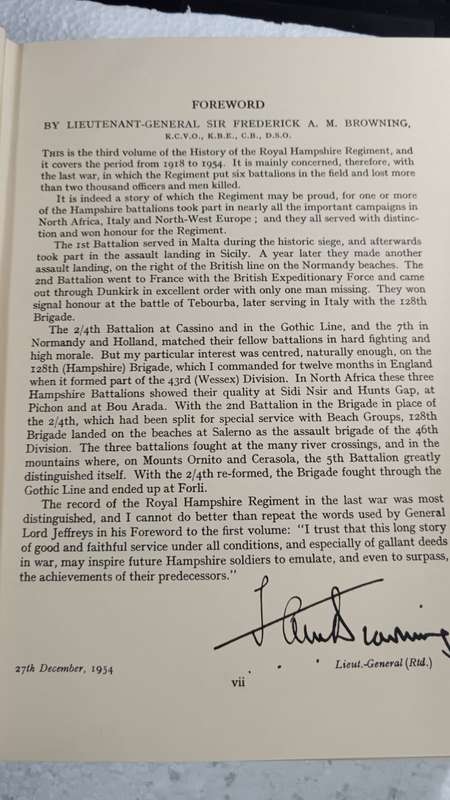 FOREWORD
BY LIEUTENANT-GENERAL SIR FREDERICK A. M. BROWNING,
K.C.V.O., K.B.E., C.B., D.S.O.
THIS is the third volume of the History of the Royal Hampshire Regiment, and
it covers the period from 1918 to 1954. It is mainly concerned, therefore, with
the last war, in which the Regiment put six battalions in the field and lost more
than two thousand officers and men killed.
It is indeed a story of which the Regiment may be proud, for one or more
of the Hampshire battalions took part in nearly all the important campaigns in
North Africa, Italy and North-West Europe ; and they all served with distinc-
tion and won honour for the Regiment.
The 1st Battalion served in Malta during the historic siege, and afterwards
took part in the assault landing in Sicily. A year later they made another
assault landing, on the right of the British line on the Normandy beaches. The
2nd Battalion went to France with the British Expeditionary Force and came
out through Dunkirk in excellent order with only one man missing. They won
signal honour at the battle of Tebourba, later serving in Italy with the 128th
Brigade.
The 2/4th Battalion at Cassino and in the Gothic Line, and the 7th in
Normandy and Holland, matched their fellow battalions in hard fighting and
high morale. But my particular interest was centred, naturally enough, on the
128th (Hampshire) Brigade, which I commanded for twelve months in England
when it formed part of the 43rd (Wessex) Division. In North Africa these three
Hampshire Battalions showed their quality at Sidi Nsir and Hunts Gap, at
Pichon and at Bou Arada. With the 2nd Battalion in the Brigade in place of
the 2/4th, which had been split for special service with Beach Groups, 128th
Brigade landed on the beaches at Salerno as the assault brigade of the 46th
Division. The three battalions fought at the many river crossings, and in the
mountains where, on Mounts Ornito and Cerasola, the 5th Battalion greatly
distinguished itself. With the 2/4th re-formed, the Brigade fought through the
Gothic Line and ended up at Forli.
The record of the Royal Hampshire Regiment in the last war was most
distinguished, and I cannot do better than repeat the words used by General
Lord Jeffreys in his Foreword to the first volume: "I trust that this long story
of good and faithful service under all conditions, and especially of gallant deeds
in war, may inspire future Hampshire soldiers to emulate, and even to surpass,
the achievements of their predecessors."
Browning
Lieut.-General (Rtd.)
27th December, 1954
vii